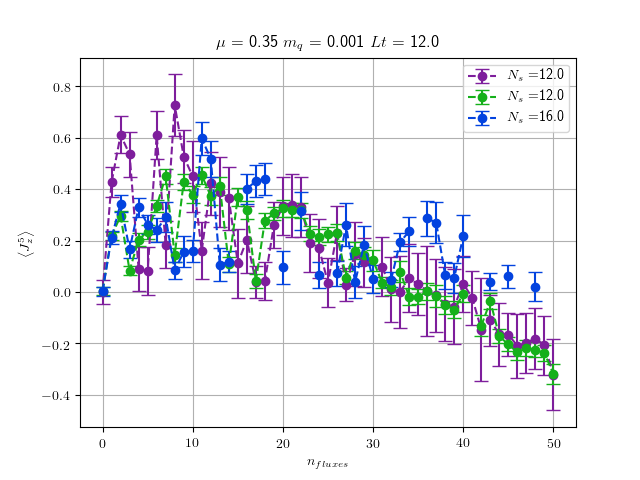 μ = 0.35 m_q = 0.001 Lt = 12.0
N_s =12.0
N_s =12.0
N_s =16.0
0.8
0.6
0.4
0.2
0.0
−0.2
−0.4
⟨J_z^5⟩
0 10 20 30 40 50
n_{fluxes}